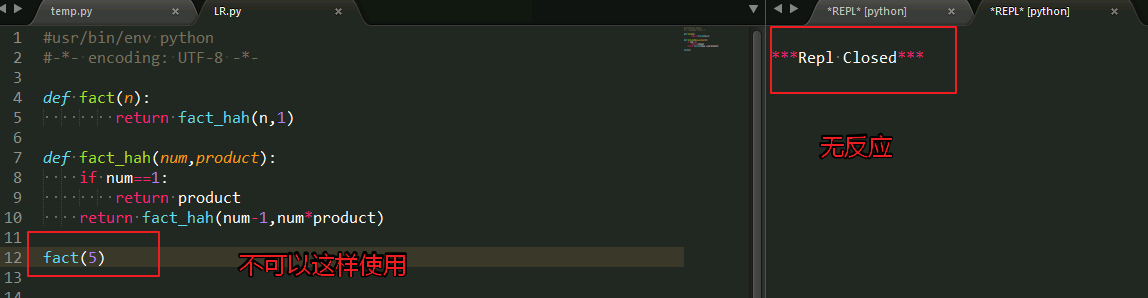 temp.py × LR.py ×
*REPL* [python] × *REPL* [python] ×
1 #usr/bin/env python
2 #-*- encoding: UTF-8 -*-
3
4 def fact(n):
5 return fact_hah(n,1)
6
7 def fact_hah(num,product):
8 if num==1:
9 return product
10 return fact_hah(num-1,num*product)
11
12 fact(5)
13
14
不可以这样使用
***Repl Closed***
无反应